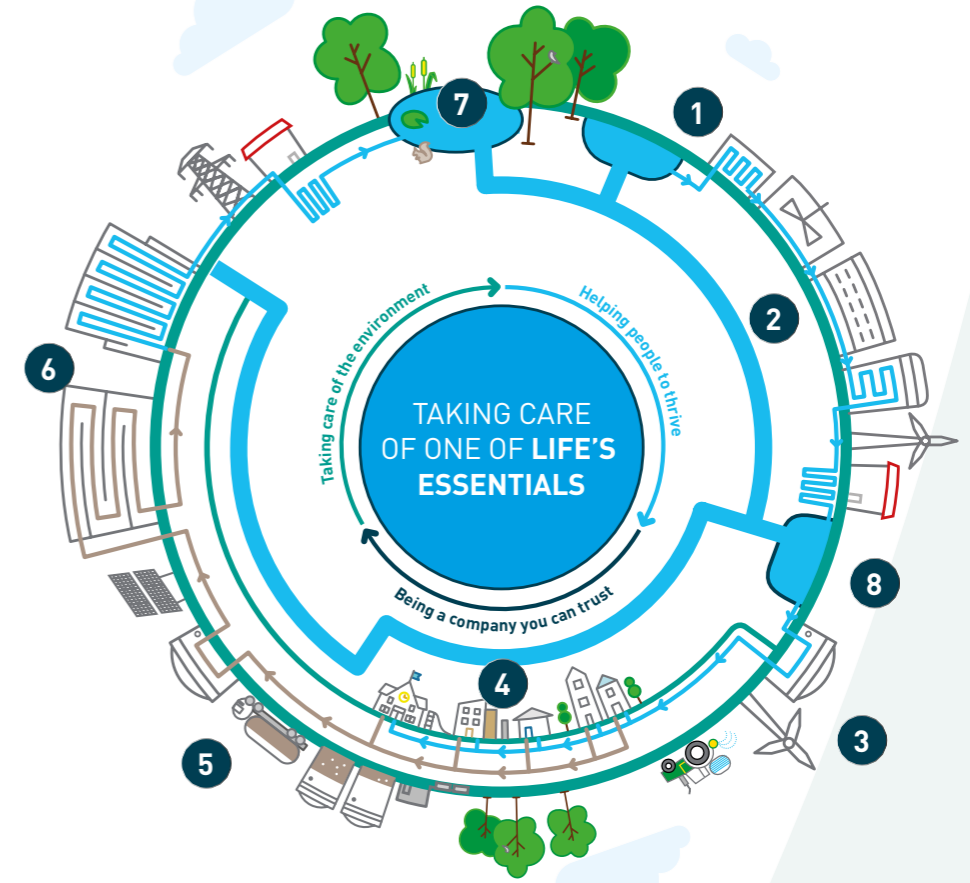 7
1
Taking care of the environment
Helping people to thrive
2
TAKING CARE
OF ONE OF LIFE'S
ESSENTIALS
6
Being a company you can trust
8
4
3
5